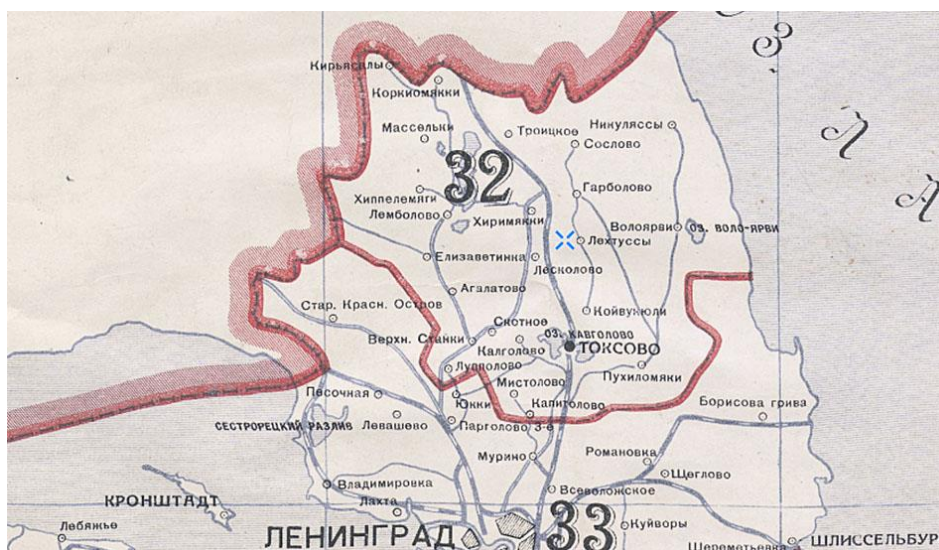 З
Л
А
Кирьясалы
Коркиомякки
Массельки
Троицкое
Никуляссы
Сослово
32
Хиппелемяги
Гарболово
Лемболово
Хиримякки
Волоярви
ОЗ. ВОЛО-ЯРВИ
Лехтуссы
Елизаветинка
Лесколово
Агалатово
Стар. Красн. Остров
Койвукюли
Скотное
ОЗ. КАВГОЛОВО
Верхн. Станки
Калголово
ТОКСОВО
Лупполово
Пухиломяки
Мистолово
Песочная
Юкки
Капитолово
Борисова грива
СЕСТРОРЕЦКИЙ РАЗЛИВ
Левашево
Парголово 3-е
Мурино
Романовка
Щеглово
Владимировка
Всеволожское
КРОНШТАДТ
Лахта
Лебяжье
ЛЕНИНГРАД
33
Куйворы
Шереметьевка
ШЛИССЕЛЬБУР